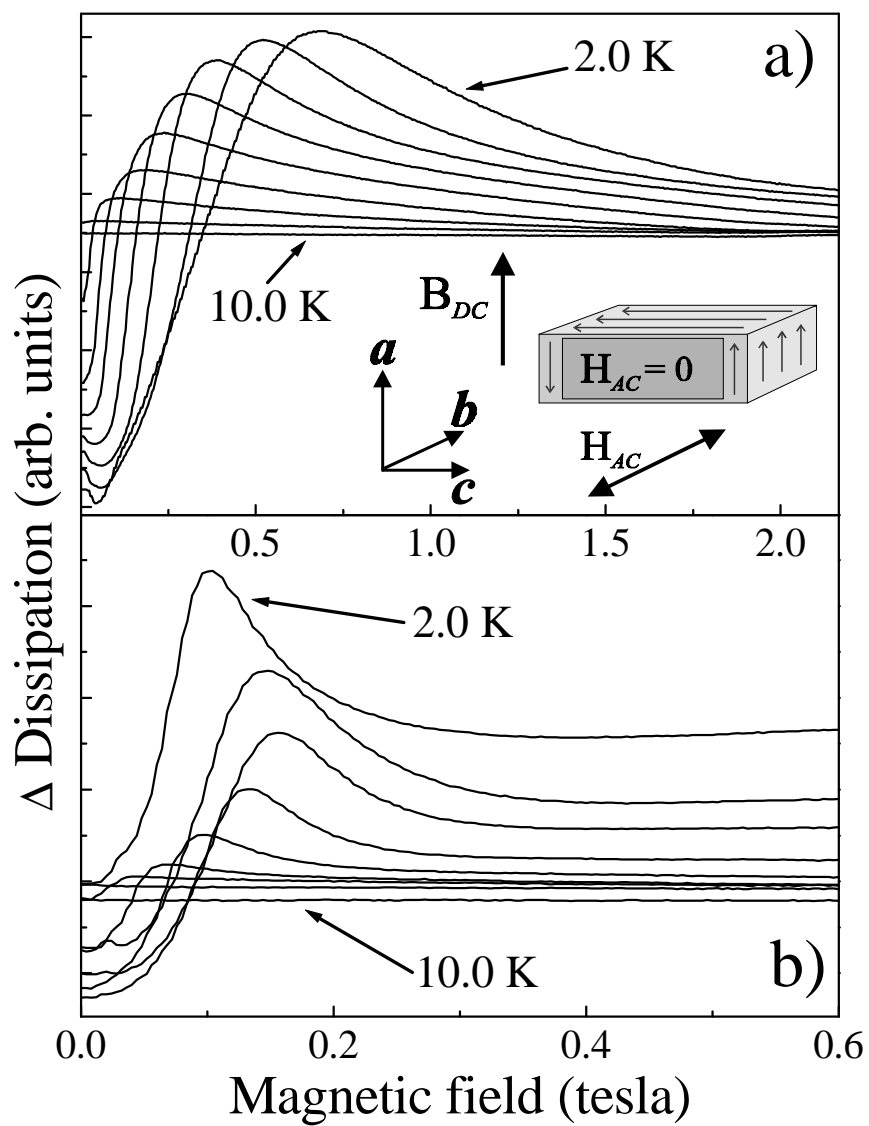 2.0 K
a)
10.0 K
B_DC
a
b
c
H_AC = 0
H_AC
Δ Dissipation (arb. units)
0.5 1.0 1.5 2.0
2.0 K
10.0 K
b)
0.0 0.2 0.4 0.6
Magnetic field (tesla)